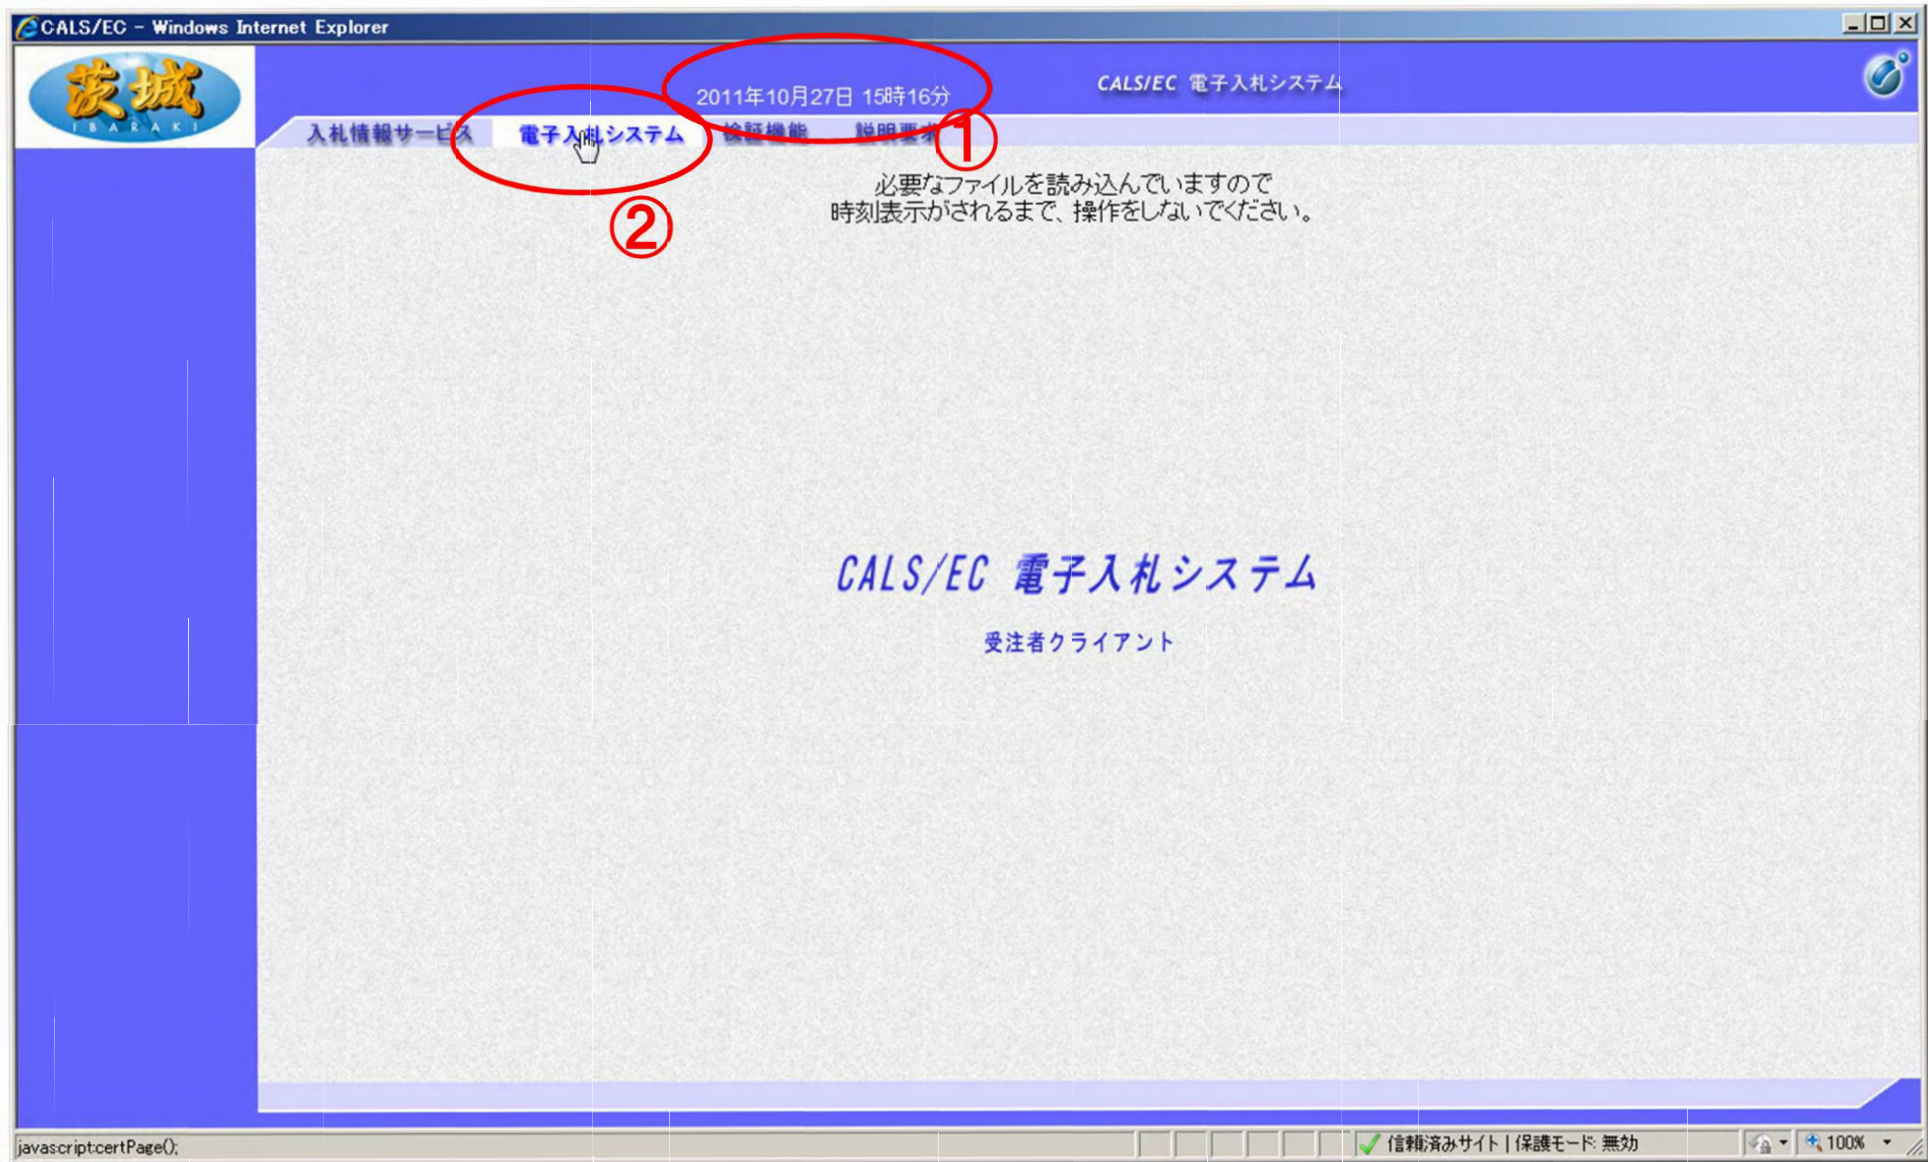 CALS/EC - Windows Internet Explorer
茨城
IBARAKI
2011年10月27日 15時16分
CALS/EC 電子入札システム
入札情報サービス 電子入札システム 検証機能 説明要求
①
②
必要なファイルを読み込んでいますので
時刻表示がされるまで、操作をしないでください。
CALS/EC 電子入札システム
受注者クライアント
javascript:certPage();
信頼済みサイト | 保護モード: 無効
100%